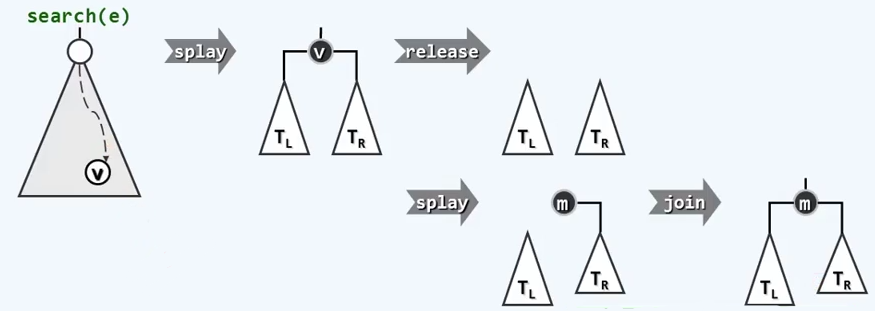 search(e)
splay
v
release
v
T_L
T_R
T_L
T_R
splay
m
join
m
T_L
T_R
T_L
T_R